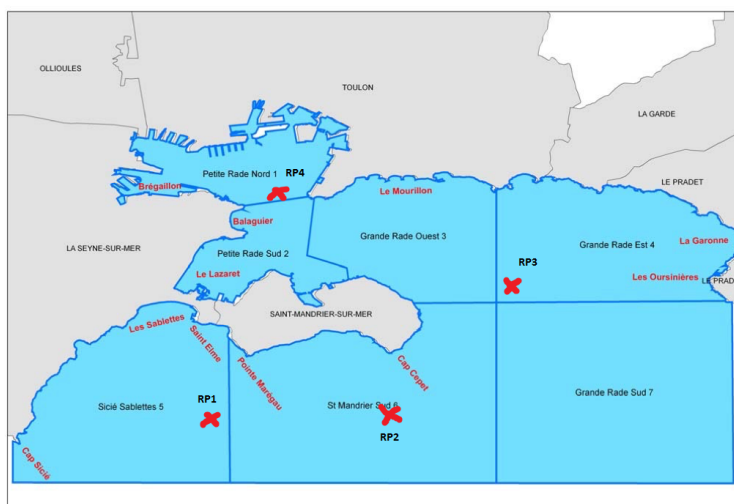 OLLIOULES
TOULON
LA GARDE
Petite Rade Nord 1
RP4
Brégaillon
Le Mourillon
LE PRADET
Balaguier
Grande Rade Ouest 3
Grande Rade Est 4
La Garonne
LA SEYNE-SUR-MER
Petite Rade Sud 2
RP3
Le Lazaret
Les Oursinières
LE PRAD
SAINT-MANDRIER-SUR-MER
Les Sablettes
Saint Elme
Pointe Marégau
Cap Cepet
RP1
Sicié Sablettes 5
St Mandrier Sud 6
Grande Rade Sud 7
RP2
Cap Sicié